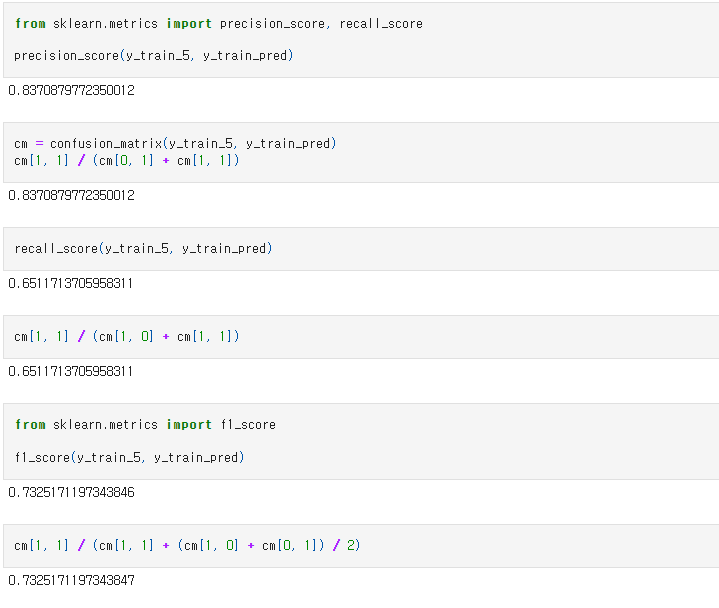 from sklearn.metrics import precision_score, recall_score
precision_score(y_train_5, y_train_pred)
0.8370879772350012
cm = confusion_matrix(y_train_5, y_train_pred)
cm[1, 1] / (cm[0, 1] + cm[1, 1])
0.8370879772350012
recall_score(y_train_5, y_train_pred)
0.6511713705958311
cm[1, 1] / (cm[1, 0] + cm[1, 1])
0.6511713705958311
from sklearn.metrics import f1_score
f1_score(y_train_5, y_train_pred)
0.7325171197343846
cm[1, 1] / (cm[1, 1] + (cm[1, 0] + cm[0, 1]) / 2)
0.7325171197343847